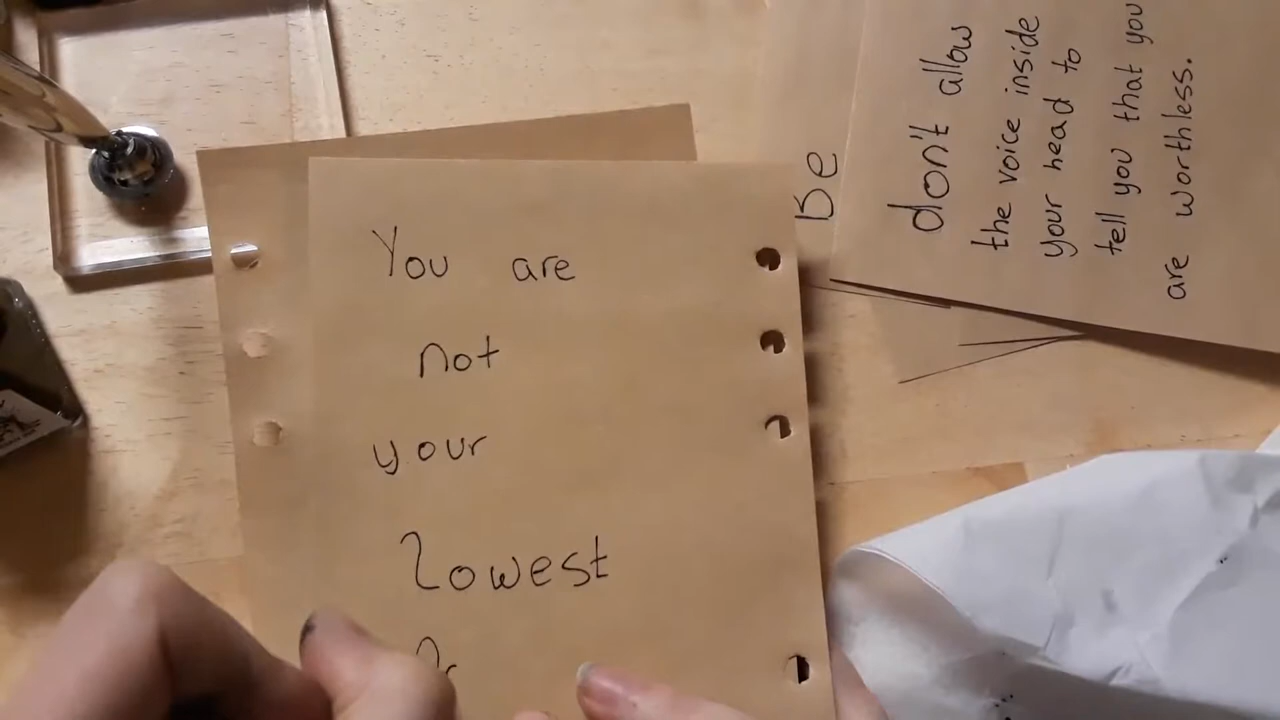 You are
not
your
Lowest
Be
don't allow
the voice inside
your head to
tell you that you
are worthless.